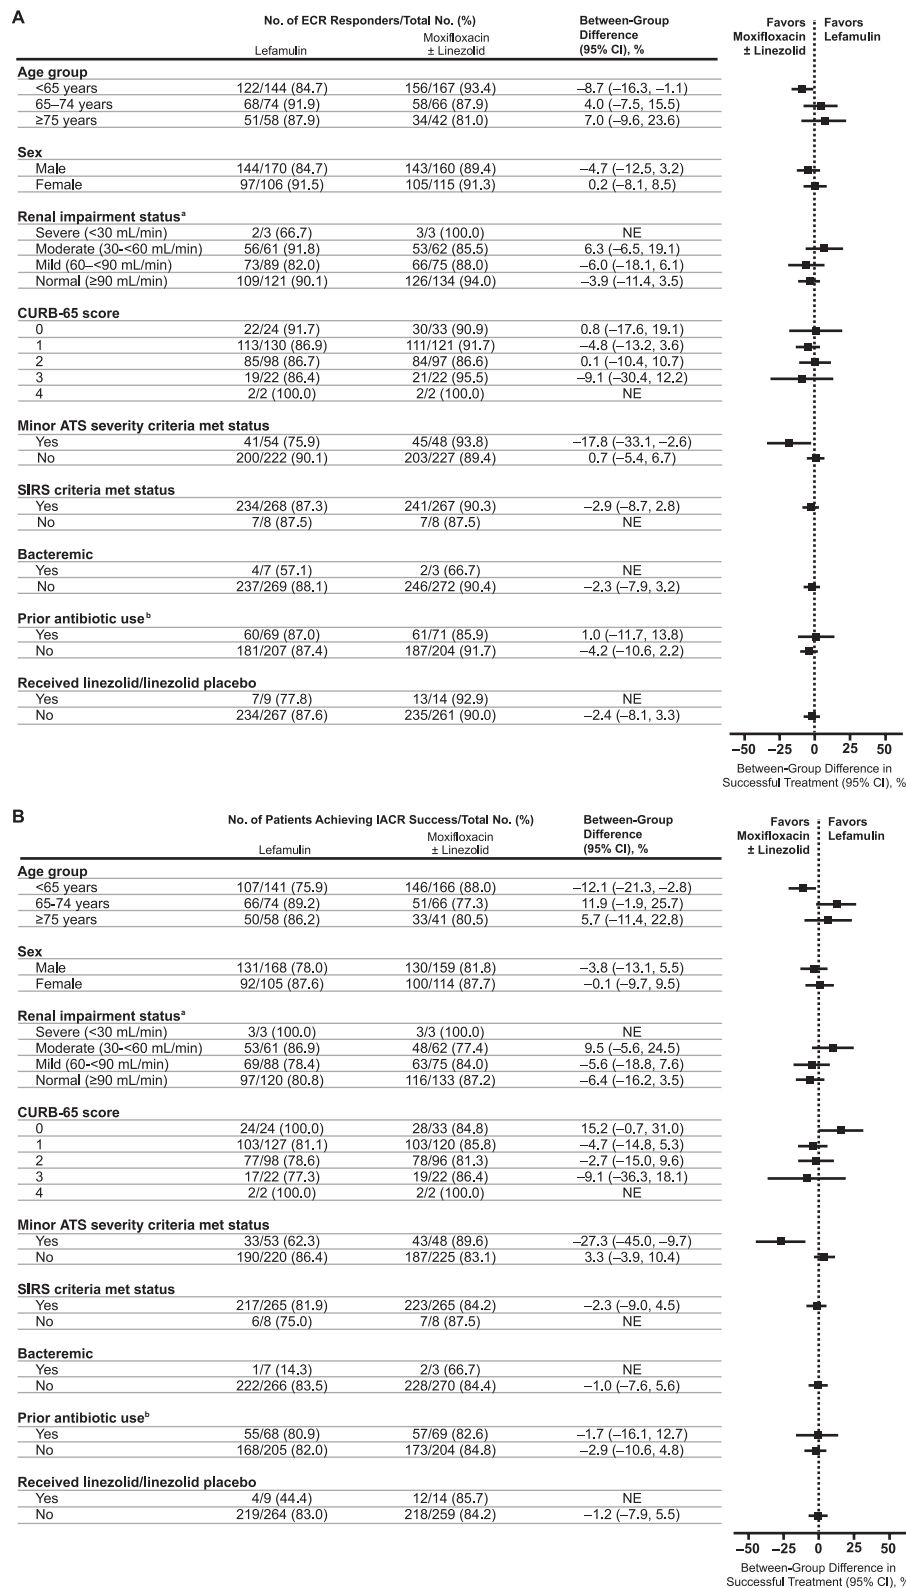 A
No. of ECR Responders/Total No. (%)
Between-Group
Difference
(95% CI), %
Favors
Moxifloxacin
± Linezolid
Favors
Lefamulin
Lefamulin
Moxifloxacin
± Linezolid
Age group
<65 years 122/144 (84.7) 156/167 (93.4) –8.7 (–16.3, –1.1)
65–74 years 68/74 (91.9) 58/66 (87.9) 4.0 (–7.5, 15.5)
≥75 years 51/58 (87.9) 34/42 (81.0) 7.0 (–9.6, 23.6)
Sex
Male 144/170 (84.7) 143/160 (89.4) –4.7 (–12.5, 3.2)
Female 97/106 (91.5) 105/115 (91.3) 0.2 (–8.1, 8.5)
Renal impairment statusᵃ
Severe (<30 mL/min) 2/3 (66.7) 3/3 (100.0) NE
Moderate (30-<60 mL/min) 56/61 (91.8) 53/62 (85.5) 6.3 (–6.5, 19.1)
Mild (60–<90 mL/min) 73/89 (82.0) 66/75 (88.0) –6.0 (–18.1, 6.1)
Normal (≥90 mL/min) 109/121 (90.1) 126/134 (94.0) –3.9 (–11.4, 3.5)
CURB-65 score
0 22/24 (91.7) 30/33 (90.9) 0.8 (–17.6, 19.1)
1 113/130 (86.9) 111/121 (91.7) –4.8 (–13.2, 3.6)
2 85/98 (86.7) 84/97 (86.6) 0.1 (–10.4, 10.7)
3 19/22 (86.4) 21/22 (95.5) –9.1 (–30.4, 12.2)
4 2/2 (100.0) 2/2 (100.0) NE
Minor ATS severity criteria met status
Yes 41/54 (75.9) 45/48 (93.8) –17.8 (–33.1, –2.6)
No 200/222 (90.1) 203/227 (89.4) 0.7 (–5.4, 6.7)
SIRS criteria met status
Yes 234/268 (87.3) 241/267 (90.3) –2.9 (–8.7, 2.8)
No 7/8 (87.5) 7/8 (87.5) NE
Bacteremic
Yes 4/7 (57.1) 2/3 (66.7) NE
No 237/269 (88.1) 246/272 (90.4) –2.3 (–7.9, 3.2)
Prior antibiotic useᵇ
Yes 60/69 (87.0) 61/71 (85.9) 1.0 (–11.7, 13.8)
No 181/207 (87.4) 187/204 (91.7) –4.2 (–10.6, 2.2)
Received linezolid/linezolid placebo
Yes 7/9 (77.8) 13/14 (92.9) NE
No 234/267 (87.6) 235/261 (90.0) –2.4 (–8.1, 3.3)
–50 –25 0 25 50
Between-Group Difference in
Successful Treatment (95% CI), %
B
No. of Patients Achieving IACR Success/Total No. (%)
Between-Group
Difference
(95% CI), %
Favors
Moxifloxacin
± Linezolid
Favors
Lefamulin
Lefamulin
Moxifloxacin
± Linezolid
Age group
<65 years 107/141 (75.9) 146/166 (88.0) –12.1 (–21.3, –2.8)
65-74 years 66/74 (89.2) 51/66 (77.3) 11.9 (–1.9, 25.7)
≥75 years 50/58 (86.2) 33/41 (80.5) 5.7 (–11.4, 22.8)
Sex
Male 131/168 (78.0) 130/159 (81.8) –3.8 (–13.1, 5.5)
Female 92/105 (87.6) 100/114 (87.7) –0.1 (–9.7, 9.5)
Renal impairment statusᵃ
Severe (<30 mL/min) 3/3 (100.0) 3/3 (100.0) NE
Moderate (30-<60 mL/min) 53/61 (86.9) 48/62 (77.4) 9.5 (–5.6, 24.5)
Mild (60-<90 mL/min) 69/88 (78.4) 63/75 (84.0) –5.6 (–18.8, 7.6)
Normal (≥90 mL/min) 97/120 (80.8) 116/133 (87.2) –6.4 (–16.2, 3.5)
CURB-65 score
0 24/24 (100.0) 28/33 (84.8) 15.2 (–0.7, 31.0)
1 103/127 (81.1) 103/120 (85.8) –4.7 (–14.8, 5.3)
2 77/98 (78.6) 78/96 (81.3) –2.7 (–15.0, 9.6)
3 17/22 (77.3) 19/22 (86.4) –9.1 (–36.3, 18.1)
4 2/2 (100.0) 2/2 (100.0) NE
Minor ATS severity criteria met status
Yes 33/53 (62.3) 43/48 (89.6) –27.3 (–45.0, –9.7)
No 190/220 (86.4) 187/225 (83.1) 3.3 (–3.9, 10.4)
SIRS criteria met status
Yes 217/265 (81.9) 223/265 (84.2) –2.3 (–9.0, 4.5)
No 6/8 (75.0) 7/8 (87.5) NE
Bacteremic
Yes 1/7 (14.3) 2/3 (66.7) NE
No 222/266 (83.5) 228/270 (84.4) –1.0 (–7.6, 5.6)
Prior antibiotic useᵇ
Yes 55/68 (80.9) 57/69 (82.6) –1.7 (–16.1, 12.7)
No 168/205 (82.0) 173/204 (84.8) –2.9 (–10.6, 4.8)
Received linezolid/linezolid placebo
Yes 4/9 (44.4) 12/14 (85.7) NE
No 219/264 (83.0) 218/259 (84.2) –1.2 (–7.9, 5.5)
–50 –25 0 25 50
Between-Group Difference in
Successful Treatment (95% CI), %